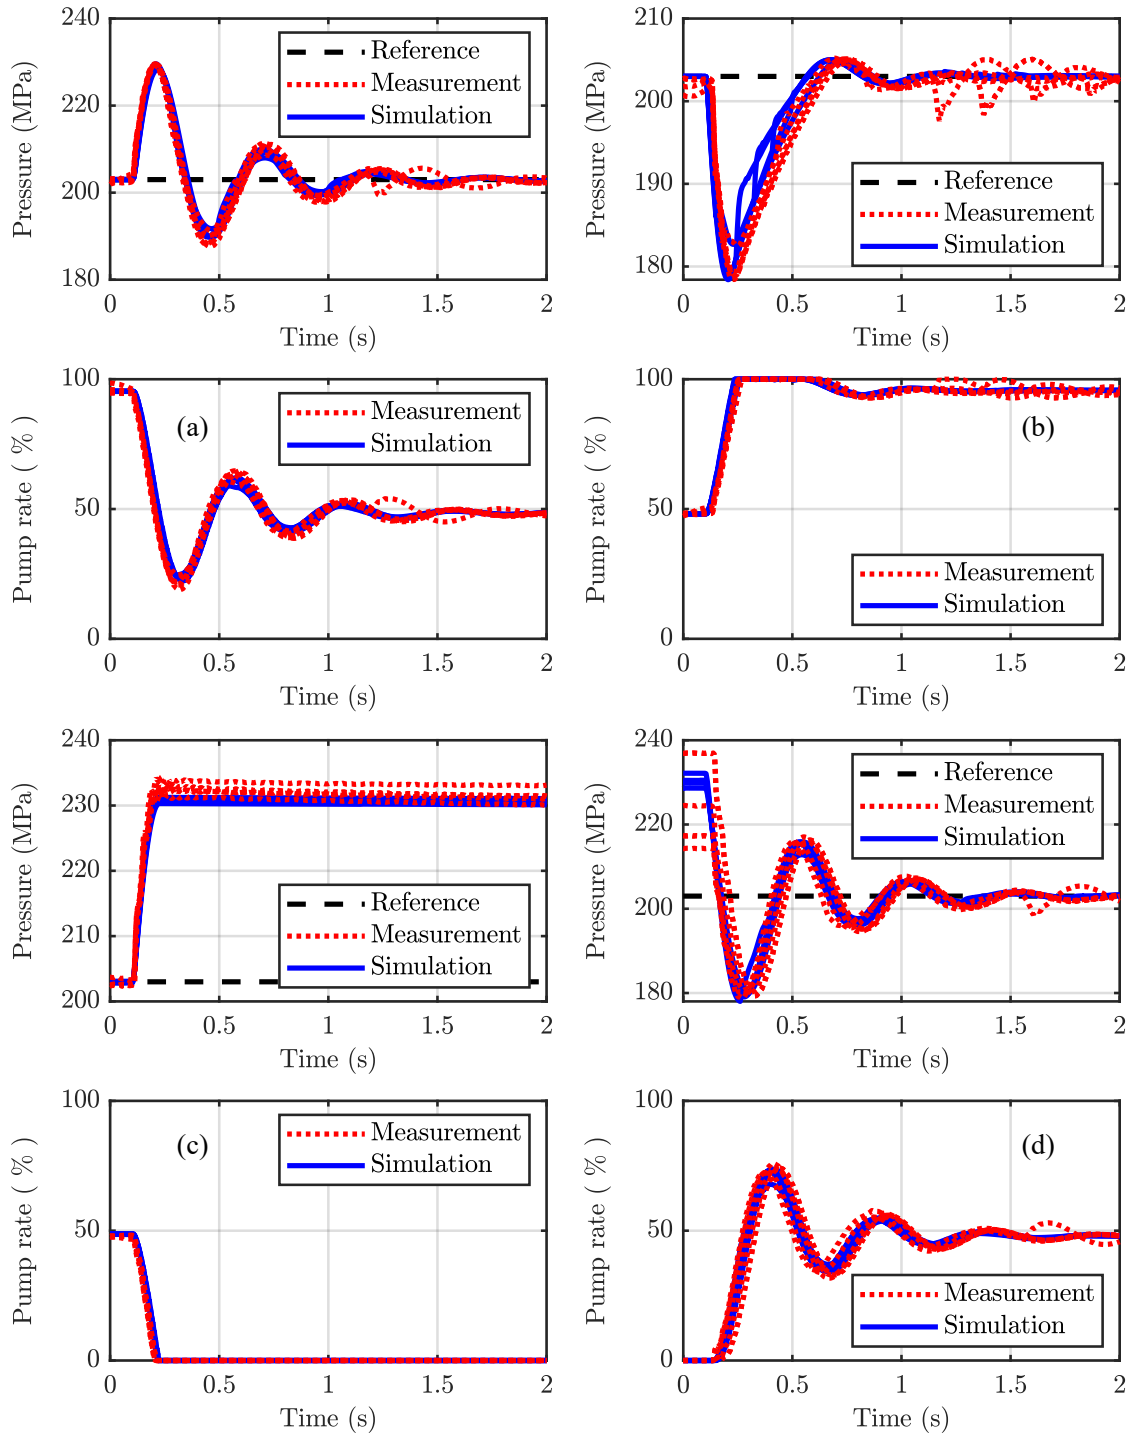 240
220
200
180
Pressure (MPa)
Reference
Measurement
Simulation
0 0.5 1 1.5 2
Time (s)
210
200
190
180
Pressure (MPa)
Reference
Measurement
Simulation
0 0.5 1 1.5 2
Time (s)
100
50
0
Pump rate ( % )
(a)
Measurement
Simulation
0 0.5 1 1.5 2
Time (s)
100
50
0
Pump rate ( % )
(b)
Measurement
Simulation
0 0.5 1 1.5 2
Time (s)
240
230
220
210
200
Pressure (MPa)
Reference
Measurement
Simulation
0 0.5 1 1.5 2
Time (s)
240
220
200
180
Pressure (MPa)
Reference
Measurement
Simulation
0 0.5 1 1.5 2
Time (s)
100
50
0
Pump rate ( % )
(c)
Measurement
Simulation
0 0.5 1 1.5 2
Time (s)
100
50
0
Pump rate ( % )
(d)
Measurement
Simulation
0 0.5 1 1.5 2
Time (s)